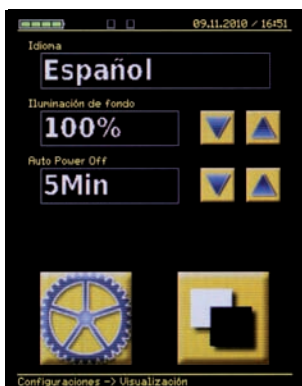 09.11.2010 / 16:51
Idioma
Español
Iluminación de fondo
100%
Auto Power Off
5Min
Configuraciones -> Visualización